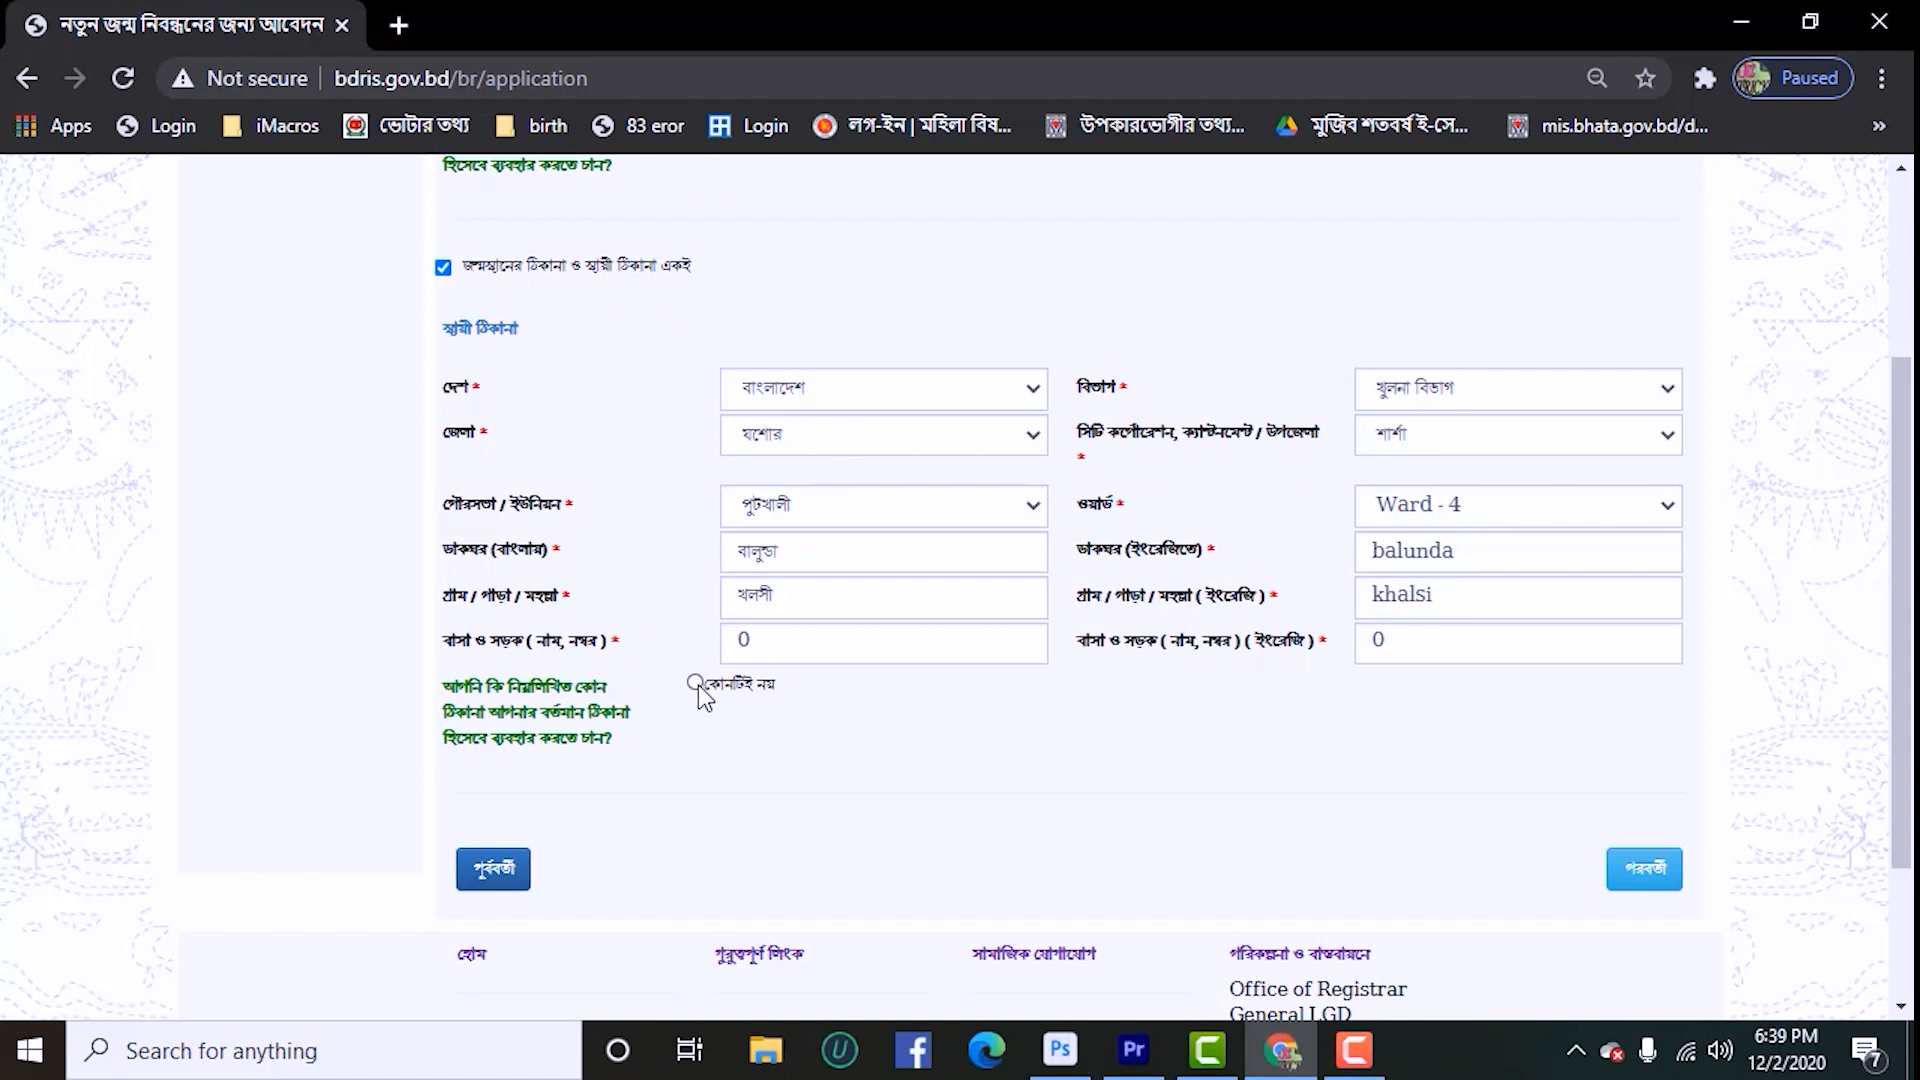 নতুন জন্ম নিবন্ধনের জন্য আবেদন
Not secure
bdris.gov.bd/br/application
Paused
Apps
Login
iMacros
ভোটার তথ্য
birth
83 eror
Login
লগ-ইন | মহিলা বিষ...
উপকারভোগীর তথ্য...
মুজিব শতবর্ষ ই-সে...
mis.bhata.gov.bd/d...
»
হিসেবে ব্যবহার করতে চান?
জন্মস্থানের ঠিকানা ও স্থায়ী ঠিকানা একই
স্থায়ী ঠিকানা
দেশ *
বাংলাদেশ
বিভাগ *
খুলনা বিভাগ
জেলা *
যশোর
সিটি কর্পোরেশন, ক্যান্টনমেন্ট / উপজেলা
*
শার্শা
পৌরসভা / ইউনিয়ন *
পুটখালী
ওয়ার্ড *
Ward - 4
ডাকঘর (বাংলায়) *
বালুন্ডা
ডাকঘর (ইংরেজিতে) *
balunda
গ্রাম / পাড়া / মহল্লা *
খলসী
গ্রাম / পাড়া / মহল্লা ( ইংরেজি ) *
khalsi
বাসা ও সড়ক ( নাম, নম্বর ) *
0
বাসা ও সড়ক ( নাম, নম্বর ) ( ইংরেজি ) *
0
আপনি কি নিম্নলিখিত কোন
ঠিকানা আপনার বর্তমান ঠিকানা
হিসেবে ব্যবহার করতে চান?
কোনটিই নয়
পূর্ববর্তী
পরবর্তী
হোম
গুরুত্বপূর্ণ লিংক
সামাজিক যোগাযোগ
পরিকল্পনা ও বাস্তবায়নে
Office of Registrar
General LGD
Search for anything
Ps
Pr
6:39 PM
12/2/2020
7